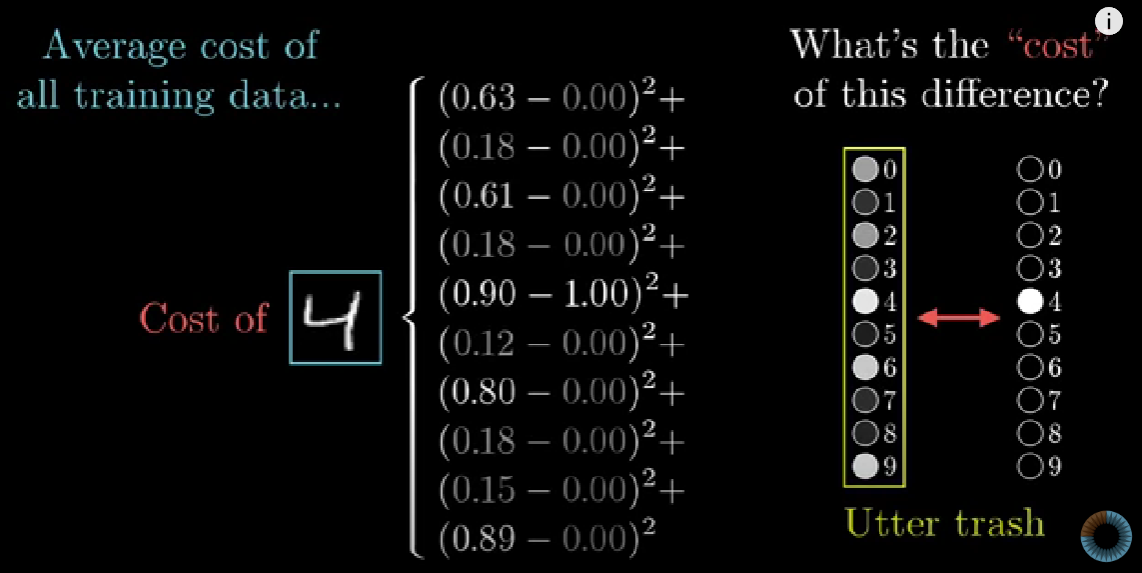 Average cost of
all training data...
What's the “cost”
of this difference?
Cost of
4
(0.63 − 0.00)²+
(0.18 − 0.00)²+
(0.61 − 0.00)²+
(0.18 − 0.00)²+
(0.90 − 1.00)²+
(0.12 − 0.00)²+
(0.80 − 0.00)²+
(0.18 − 0.00)²+
(0.15 − 0.00)²+
(0.89 − 0.00)²
0
1
2
3
4
5
6
7
8
9
0
1
2
3
4
5
6
7
8
9
Utter trash
i